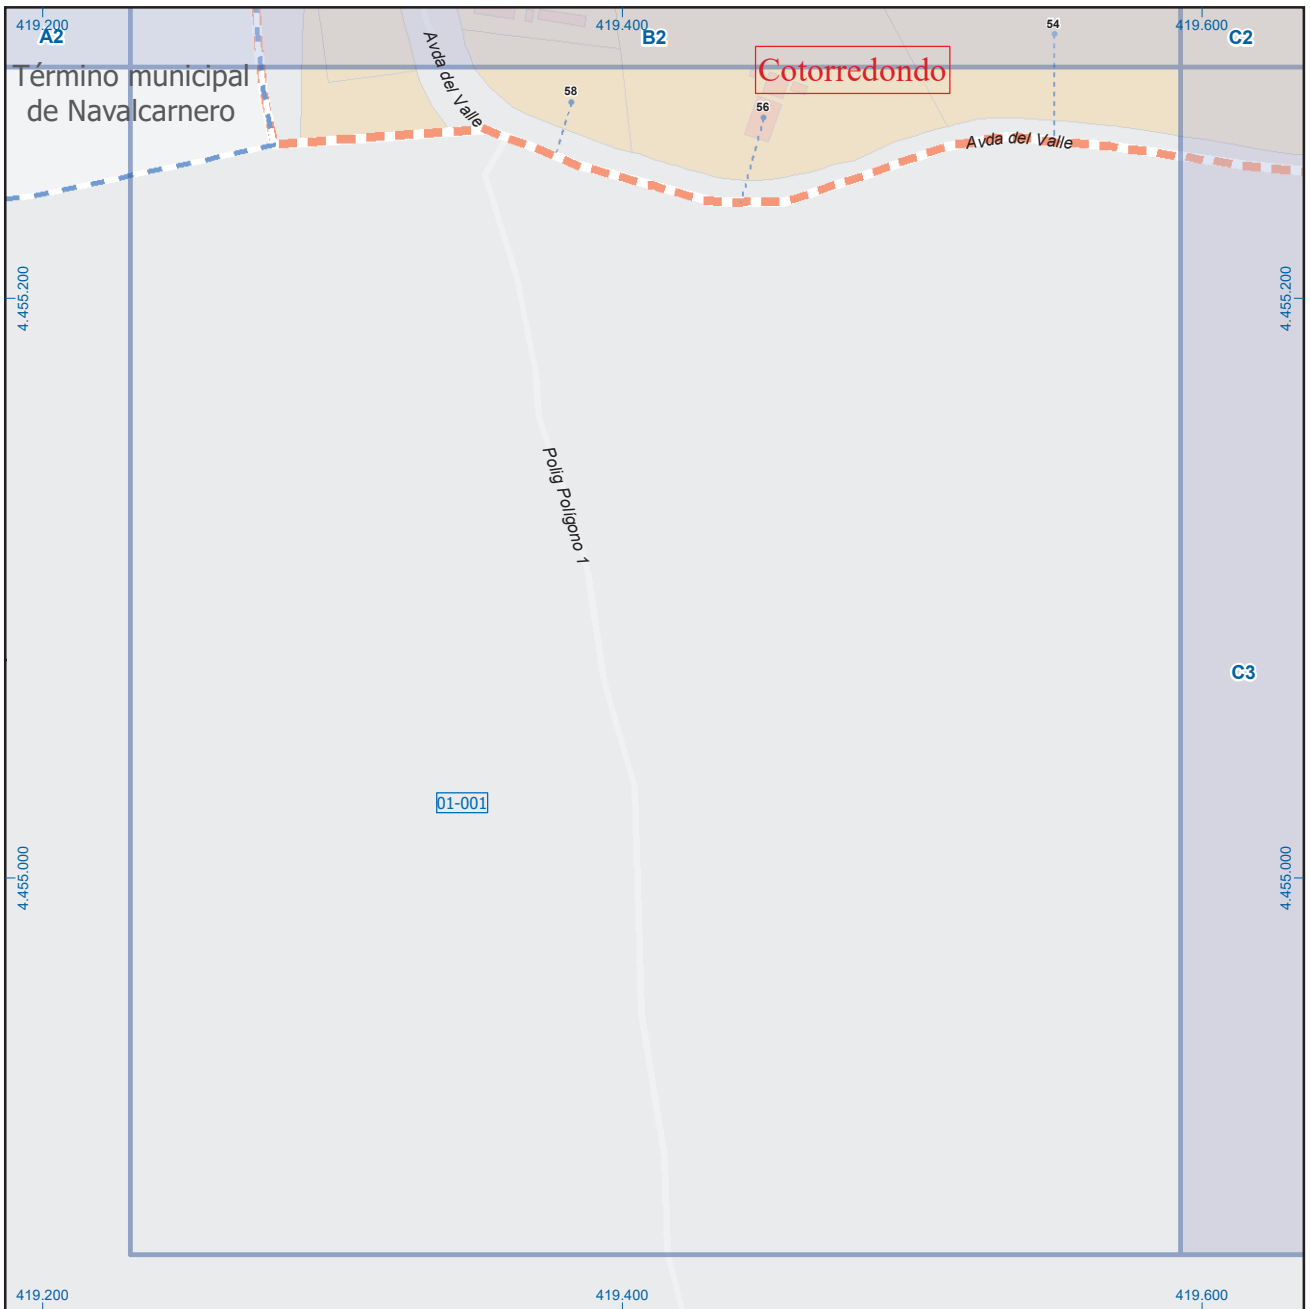 419.200
419.400
419.600
A2
B2
C2
54
Término municipal
de Navalcarnero
Avda del Valle
Cotorredondo
58
56
Avda del Valle
4.455.200
4.455.200
Polig Polígono 1
C3
01-001
4.455.000
4.455.000
419.200
419.400
419.600